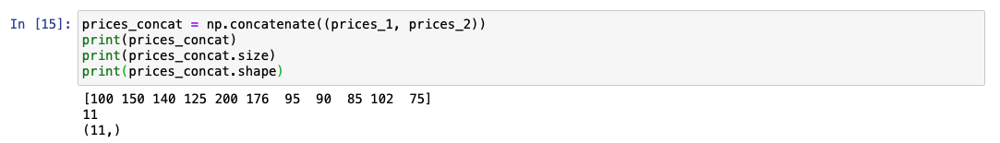 In [15]: prices_concat = np.concatenate((prices_1, prices_2))
print(prices_concat)
print(prices_concat.size)
print(prices_concat.shape)
[100 150 140 125 200 176  95  90  85 102  75]
11
(11,)